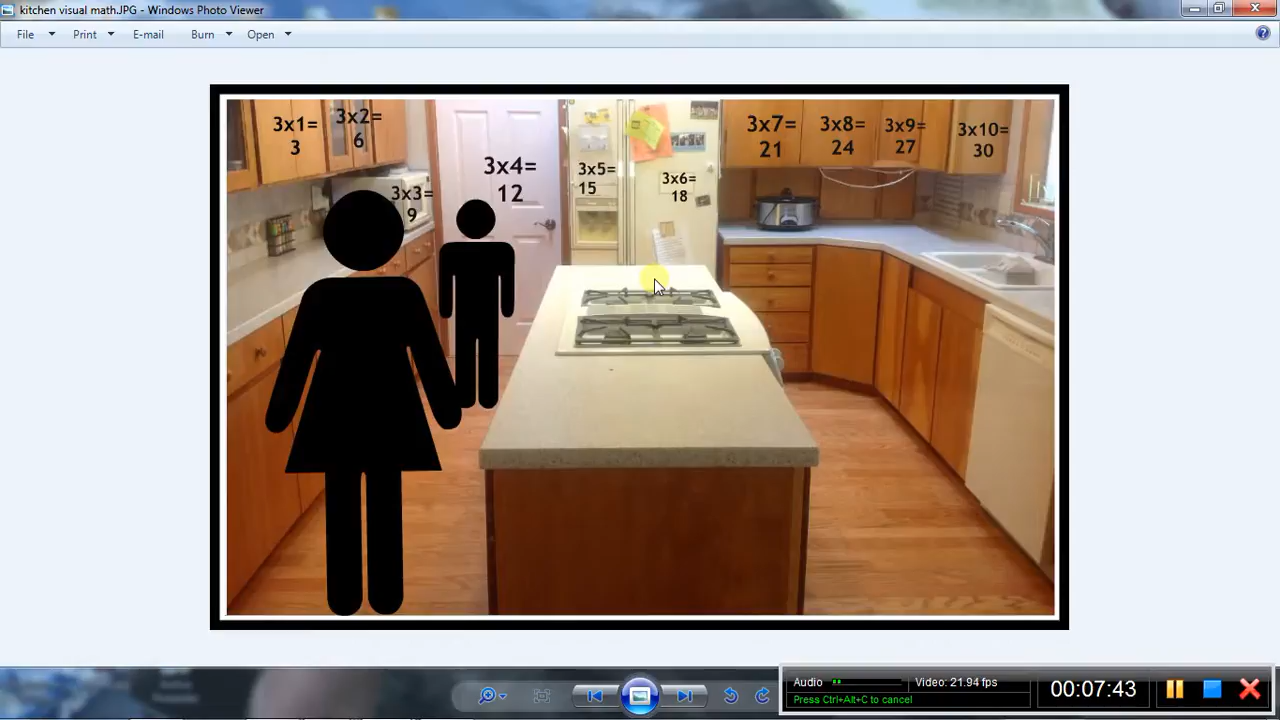 kitchen visual math.JPG - Windows Photo Viewer
File Print E-mail Burn Open
3x1=
3
3x2=
6
3x3=
9
3x4=
12
3x5=
15
3x6=
18
3x7=
21
3x8=
24
3x9=
27
3x10=
30
Audio
Video: 21.94 fps
Press Ctrl+Alt+C to cancel
00:07:43